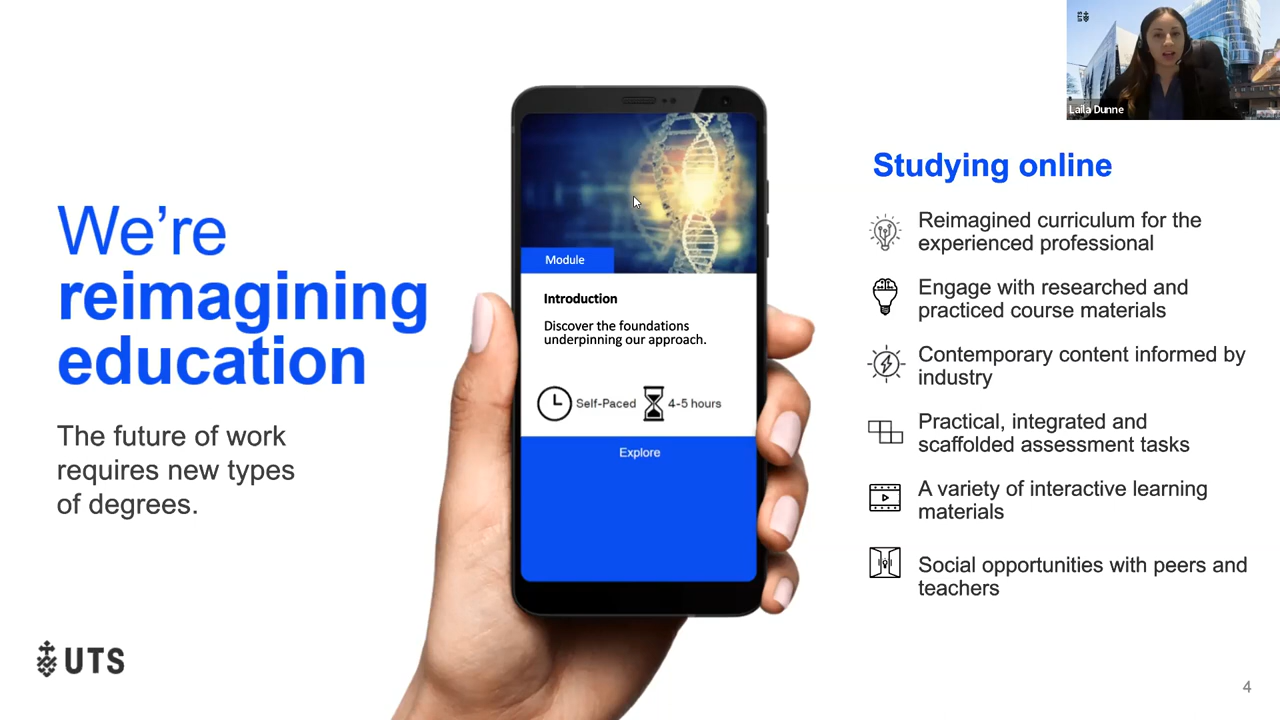 We're
reimagining
education
The future of work
requires new types
of degrees.
UTS
Module
Introduction
Discover the foundations
underpinning our approach.
Self-Paced
4-5 hours
Explore
UTS
Laila Dunne
Studying online
Reimagined curriculum for the
experienced professional
Engage with researched and
practiced course materials
Contemporary content informed by
industry
Practical, integrated and
scaffolded assessment tasks
A variety of interactive learning
materials
Social opportunities with peers and
teachers
4